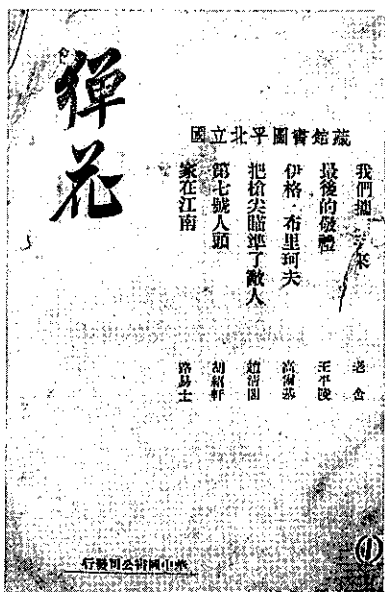 彈花
國立北平圖書館藏
我們攜 來 老舍
最後的敬禮 王平陵
伊格·布里珂夫
把槍尖瞄準了敵人 趙清閣
第七號人頭 胡紹軒
家在江南 路易士
華中圖書公司發行
①